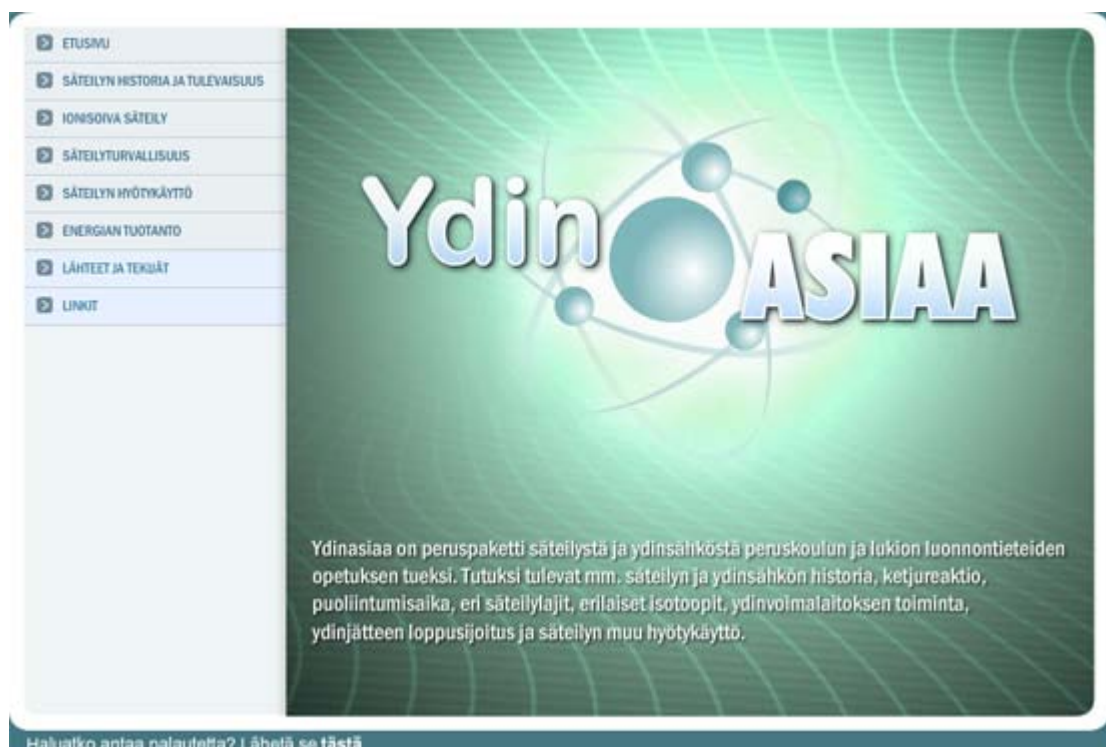 ETUSIVU
SÄTEILYN HISTORIA JA TULEVAISUUS
IONISOIVA SÄTEILY
SÄTEILYTURVALLISUUS
SÄTEILYN HYÖTYKÄYTTÖ
ENERGIAN TUOTANTO
LÄHTEET JA TEKIJÄT
LINKIT
Ydin ASIAA
Ydinasiaa on peruspaketti säteilystä ja ydinsähköstä peruskoulun ja lukion luonnontieteiden
opetuksen tueksi. Tutuksi tulevat mm. säteilyn ja ydinsähkön historia, ketjureaktio,
puoliintumisaika, eri säteilylajit, erilaiset isotoopit, ydinvoimalaitoksen toiminta,
ydinjätteen loppusijoitus ja säteilyn muu hyötykäyttö.
Haluatko antaa palautetta? Lähetä se tästä